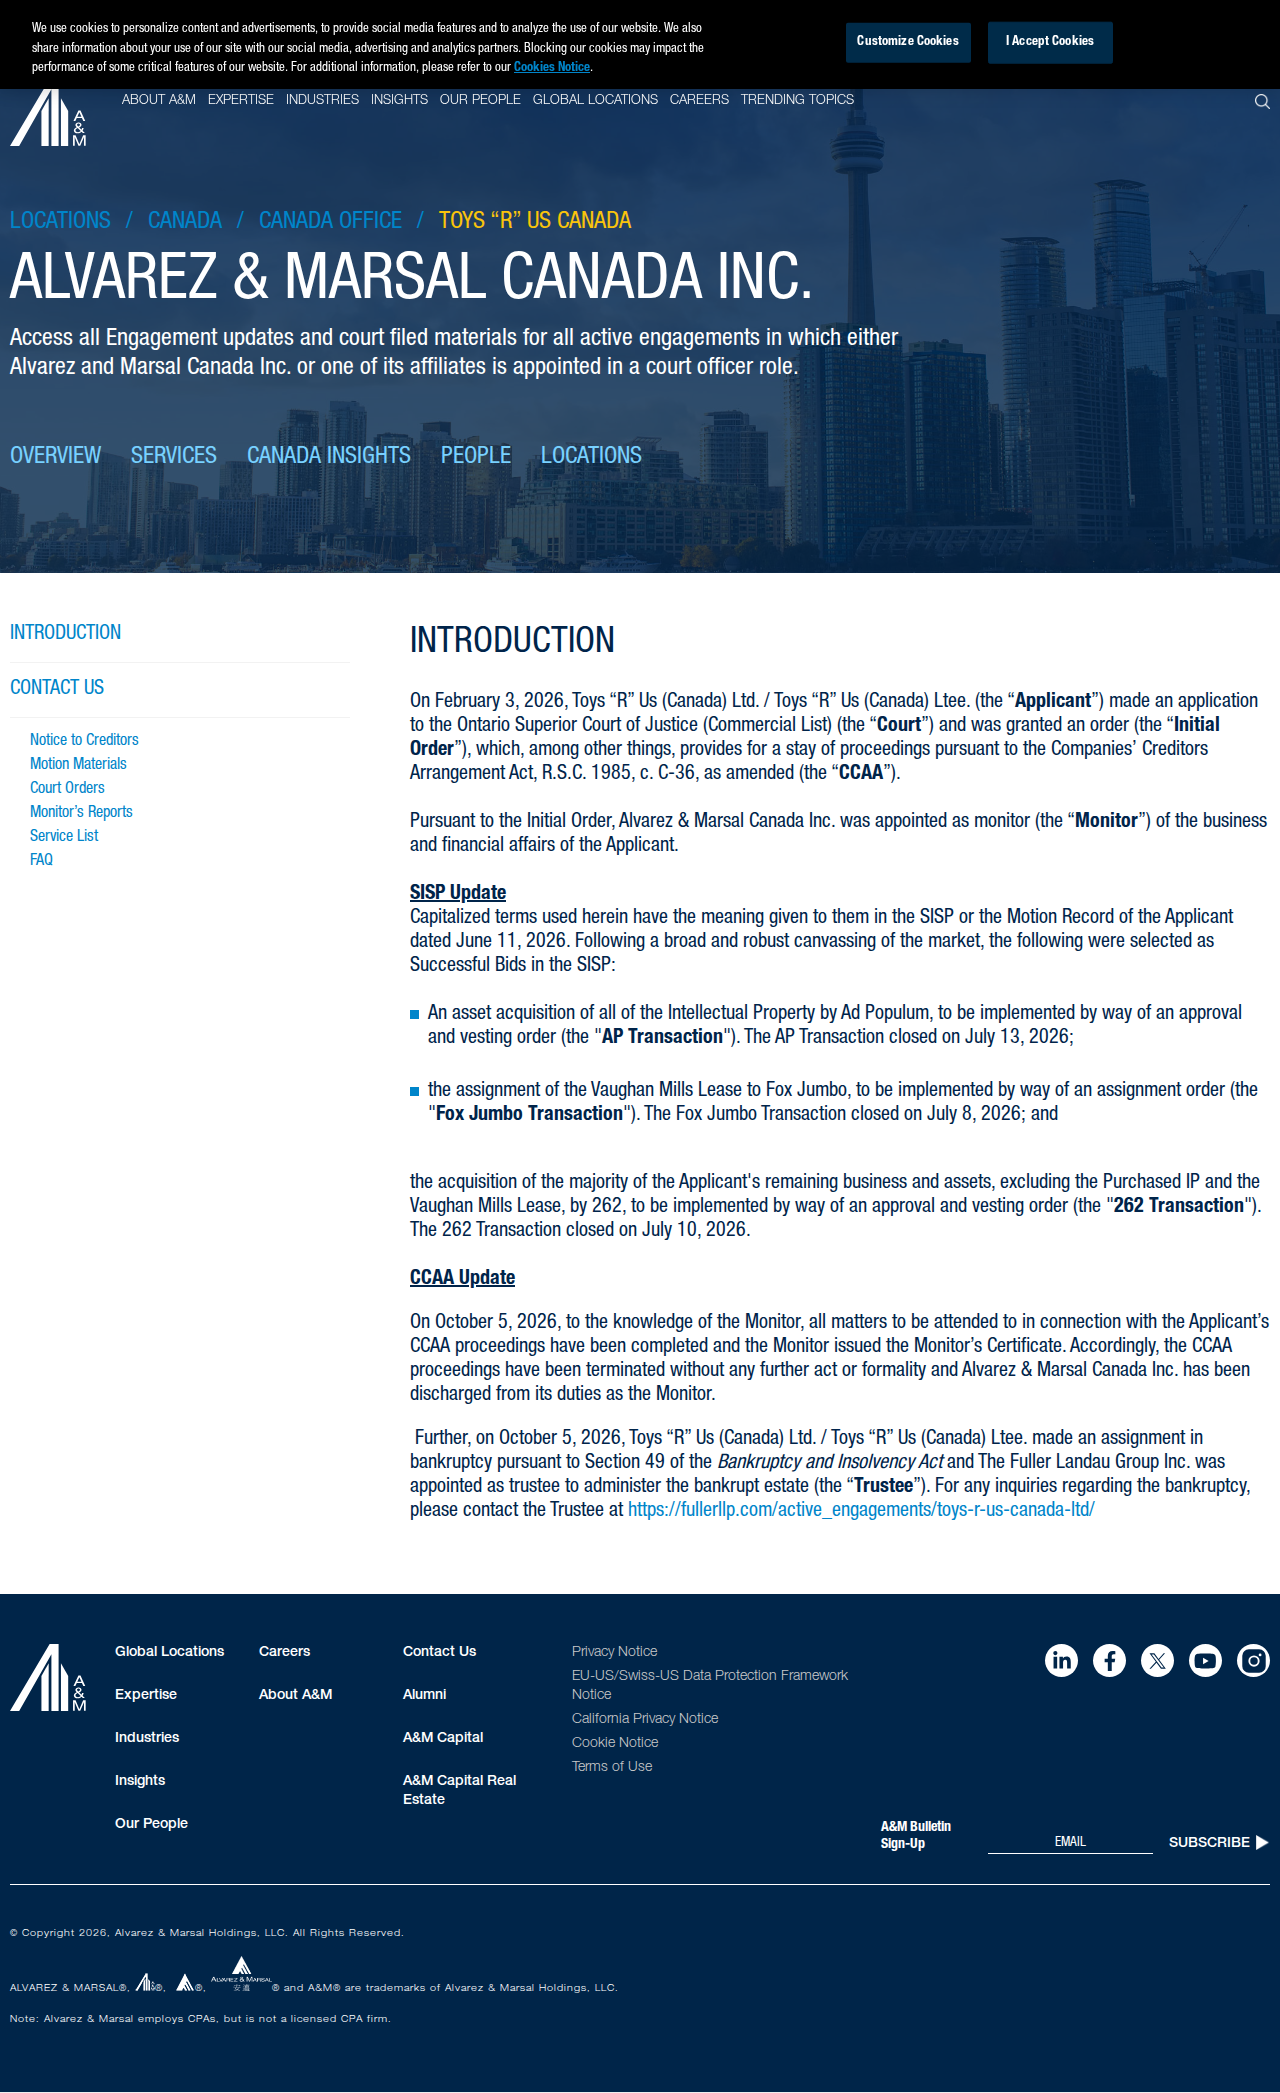 We use cookies to personalize content and advertisements, to provide social media features and to analyze the use of our website. We also
share information about your use of our site with our social media, advertising and analytics partners. Blocking our cookies may impact the
performance of some critical features of our website. For additional information, please refer to our Cookies Notice.
Customize Cookies
I Accept Cookies
A & M
ABOUT A&M EXPERTISE INDUSTRIES INSIGHTS OUR PEOPLE GLOBAL LOCATIONS CAREERS TRENDING TOPICS
LOCATIONS / CANADA / CANADA OFFICE / TOYS “R” US CANADA
ALVAREZ & MARSAL CANADA INC.
Access all Engagement updates and court filed materials for all active engagements in which either
Alvarez and Marsal Canada Inc. or one of its affiliates is appointed in a court officer role.
OVERVIEW SERVICES CANADA INSIGHTS PEOPLE LOCATIONS
INTRODUCTION
CONTACT US
Notice to Creditors
Motion Materials
Court Orders
Monitor’s Reports
Service List
FAQ
INTRODUCTION
On February 3, 2026, Toys “R” Us (Canada) Ltd. / Toys “R” Us (Canada) Ltee. (the “Applicant”) made an application
to the Ontario Superior Court of Justice (Commercial List) (the “Court”) and was granted an order (the “Initial
Order”), which, among other things, provides for a stay of proceedings pursuant to the Companies’ Creditors
Arrangement Act, R.S.C. 1985, c. C-36, as amended (the “CCAA”).
Pursuant to the Initial Order, Alvarez & Marsal Canada Inc. was appointed as monitor (the “Monitor”) of the business
and financial affairs of the Applicant.
SISP Update
Capitalized terms used herein have the meaning given to them in the SISP or the Motion Record of the Applicant
dated June 11, 2026. Following a broad and robust canvassing of the market, the following were selected as
Successful Bids in the SISP:
An asset acquisition of all of the Intellectual Property by Ad Populum, to be implemented by way of an approval
and vesting order (the "AP Transaction"). The AP Transaction closed on July 13, 2026;
the assignment of the Vaughan Mills Lease to Fox Jumbo, to be implemented by way of an assignment order (the
"Fox Jumbo Transaction"). The Fox Jumbo Transaction closed on July 8, 2026; and
the acquisition of the majority of the Applicant's remaining business and assets, excluding the Purchased IP and the
Vaughan Mills Lease, by 262, to be implemented by way of an approval and vesting order (the "262 Transaction").
The 262 Transaction closed on July 10, 2026.
CCAA Update
On October 5, 2026, to the knowledge of the Monitor, all matters to be attended to in connection with the Applicant’s
CCAA proceedings have been completed and the Monitor issued the Monitor’s Certificate. Accordingly, the CCAA
proceedings have been terminated without any further act or formality and Alvarez & Marsal Canada Inc. has been
discharged from its duties as the Monitor.
Further, on October 5, 2026, Toys “R” Us (Canada) Ltd. / Toys “R” Us (Canada) Ltee. made an assignment in
bankruptcy pursuant to Section 49 of the Bankruptcy and Insolvency Act and The Fuller Landau Group Inc. was
appointed as trustee to administer the bankrupt estate (the “Trustee”). For any inquiries regarding the bankruptcy,
please contact the Trustee at https://fullerllp.com/active_engagements/toys-r-us-canada-ltd/
A & M
Global Locations
Expertise
Industries
Insights
Our People
Careers
About A&M
Contact Us
Alumni
A&M Capital
A&M Capital Real
Estate
Privacy Notice
EU-US/Swiss-US Data Protection Framework
Notice
California Privacy Notice
Cookie Notice
Terms of Use
A&M Bulletin
Sign-Up
EMAIL
SUBSCRIBE
© Copyright 2026, Alvarez & Marsal Holdings, LLC. All Rights Reserved.
ALVAREZ & MARSAL®, ®, ®, ALVAREZ & MARSAL 安迈 ® and A&M® are trademarks of Alvarez & Marsal Holdings, LLC.
Note: Alvarez & Marsal employs CPAs, but is not a licensed CPA firm.